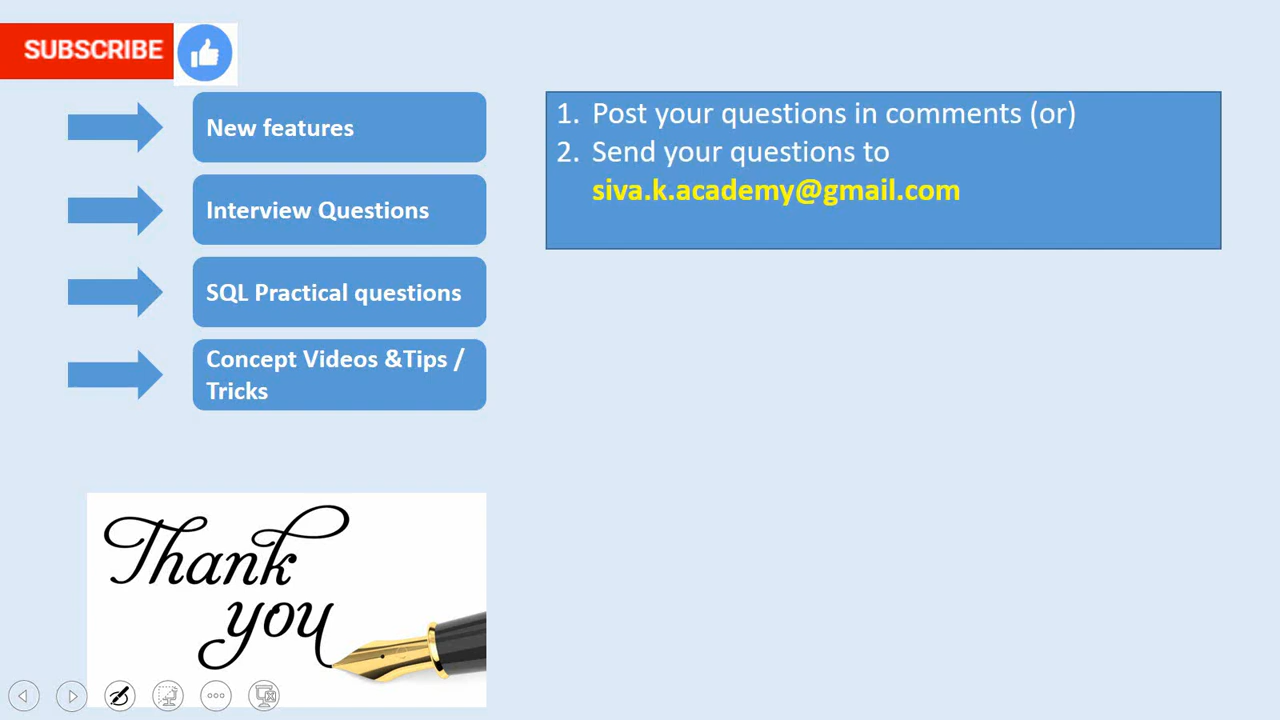 SUBSCRIBE
New features
Interview Questions
SQL Practical questions
Concept Videos &Tips /
Tricks
1. Post your questions in comments (or)
2. Send your questions to
siva.k.academy@gmail.com
Thank
you